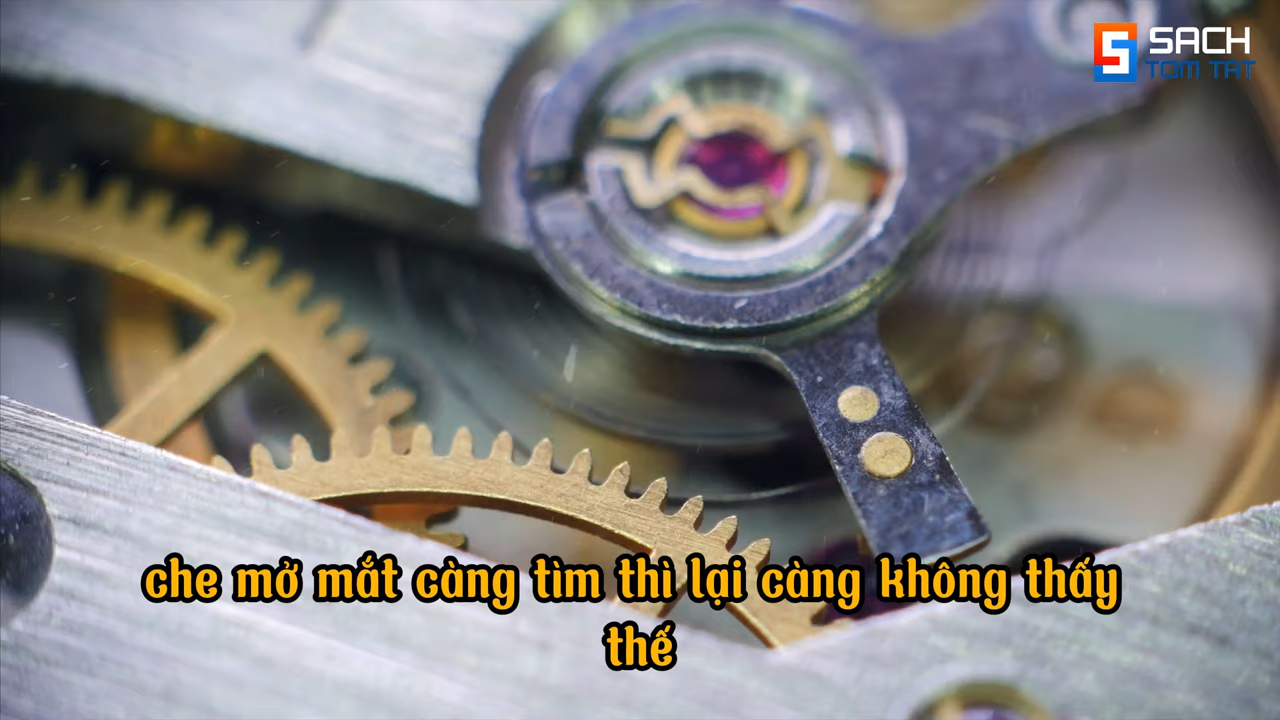 SACH
TOM TAT
che mở mắt càng tìm thì lại càng không thấy
thế